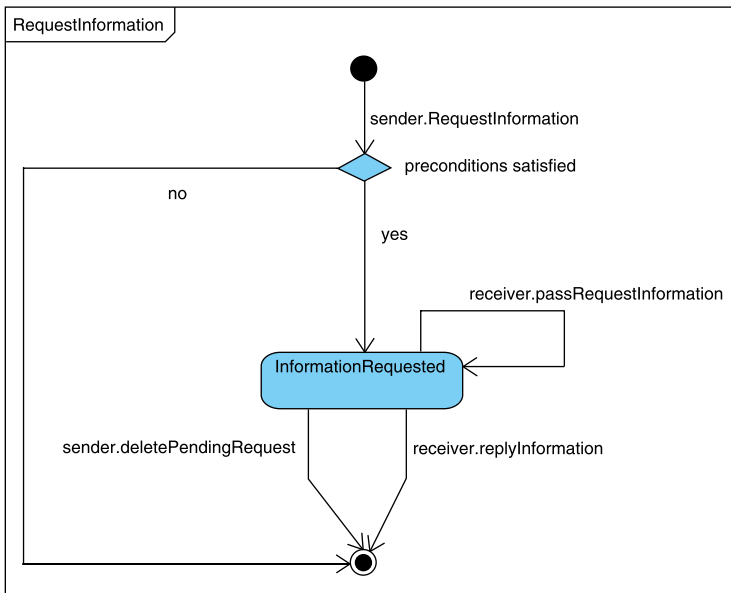 RequestInformation
sender.RequestInformation
preconditions satisfied
no
yes
receiver.passRequestInformation
InformationRequested
sender.deletePendingRequest
receiver.replyInformation